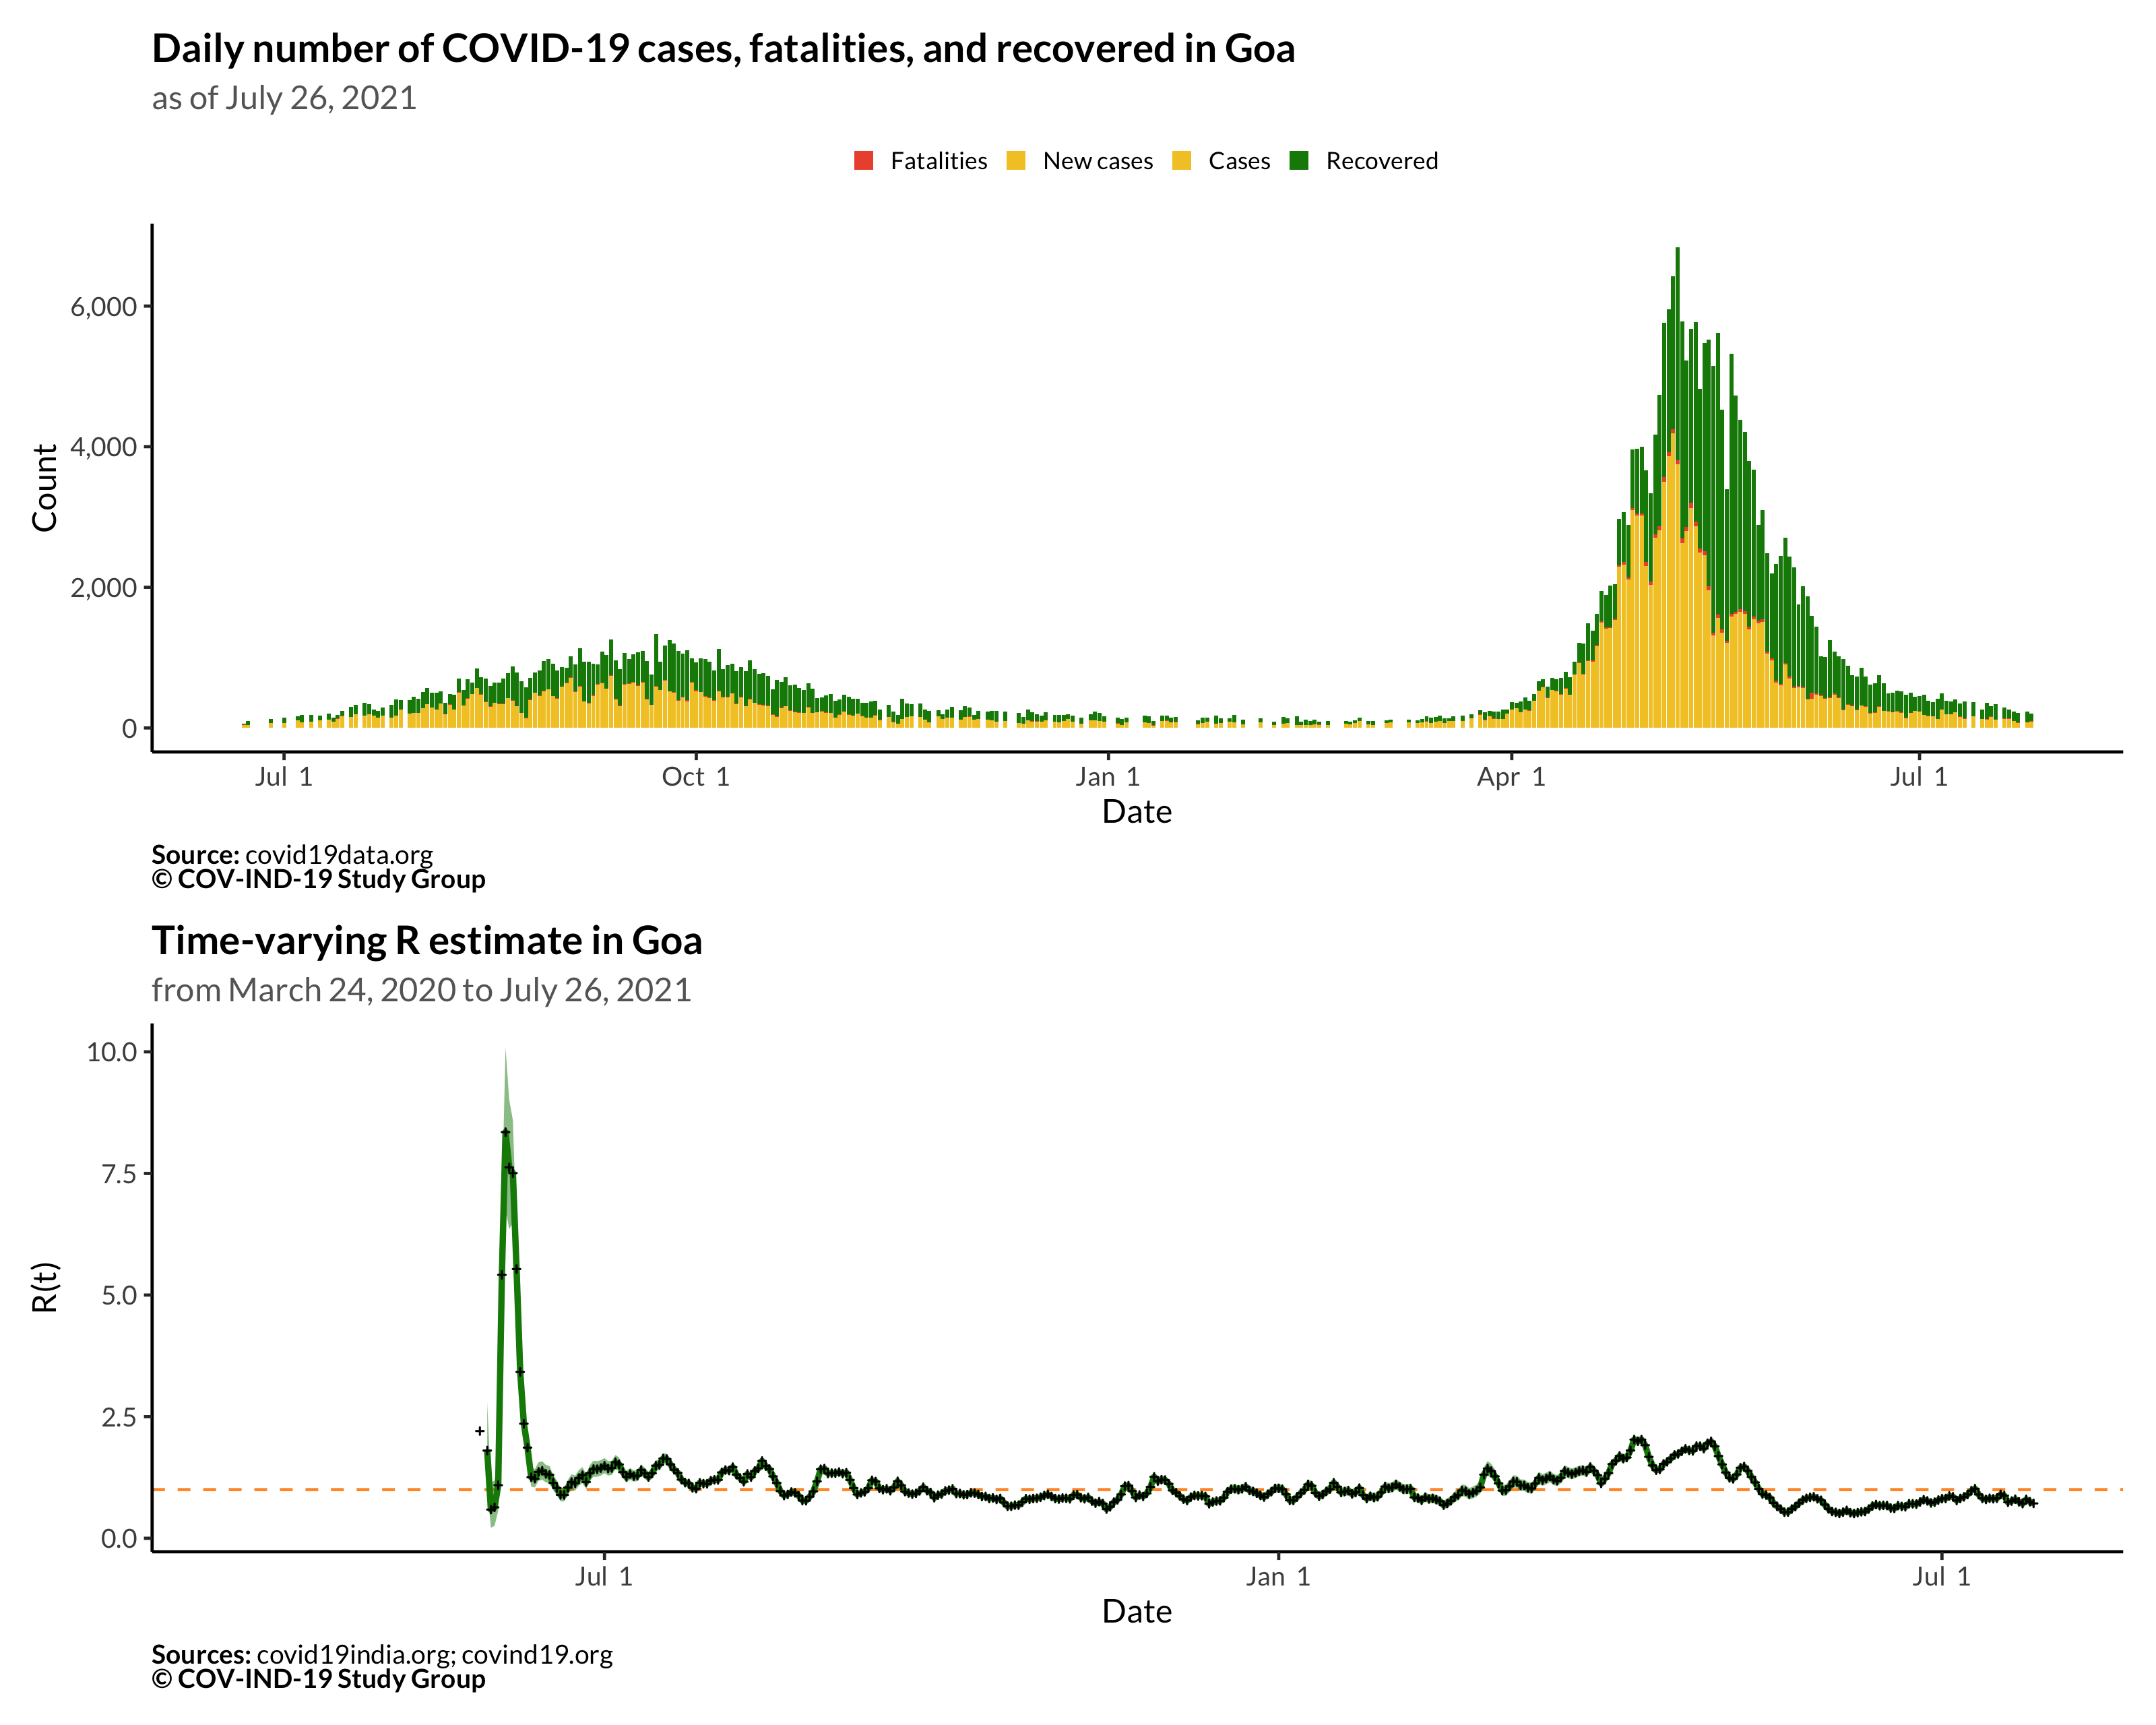 Daily number of COVID-19 cases, fatalities, and recovered in Goa
as of July 26, 2021
Fatalities New cases Cases Recovered
Count
6,000
4,000
2,000
0
Jul 1 Oct 1 Jan 1 Apr 1 Jul 1
Date
Source: covid19data.org
© COV-IND-19 Study Group
Time-varying R estimate in Goa
from March 24, 2020 to July 26, 2021
R(t)
10.0
7.5
5.0
2.5
0.0
Jul 1 Jan 1 Jul 1
Date
Sources: covid19india.org; covind19.org
© COV-IND-19 Study Group